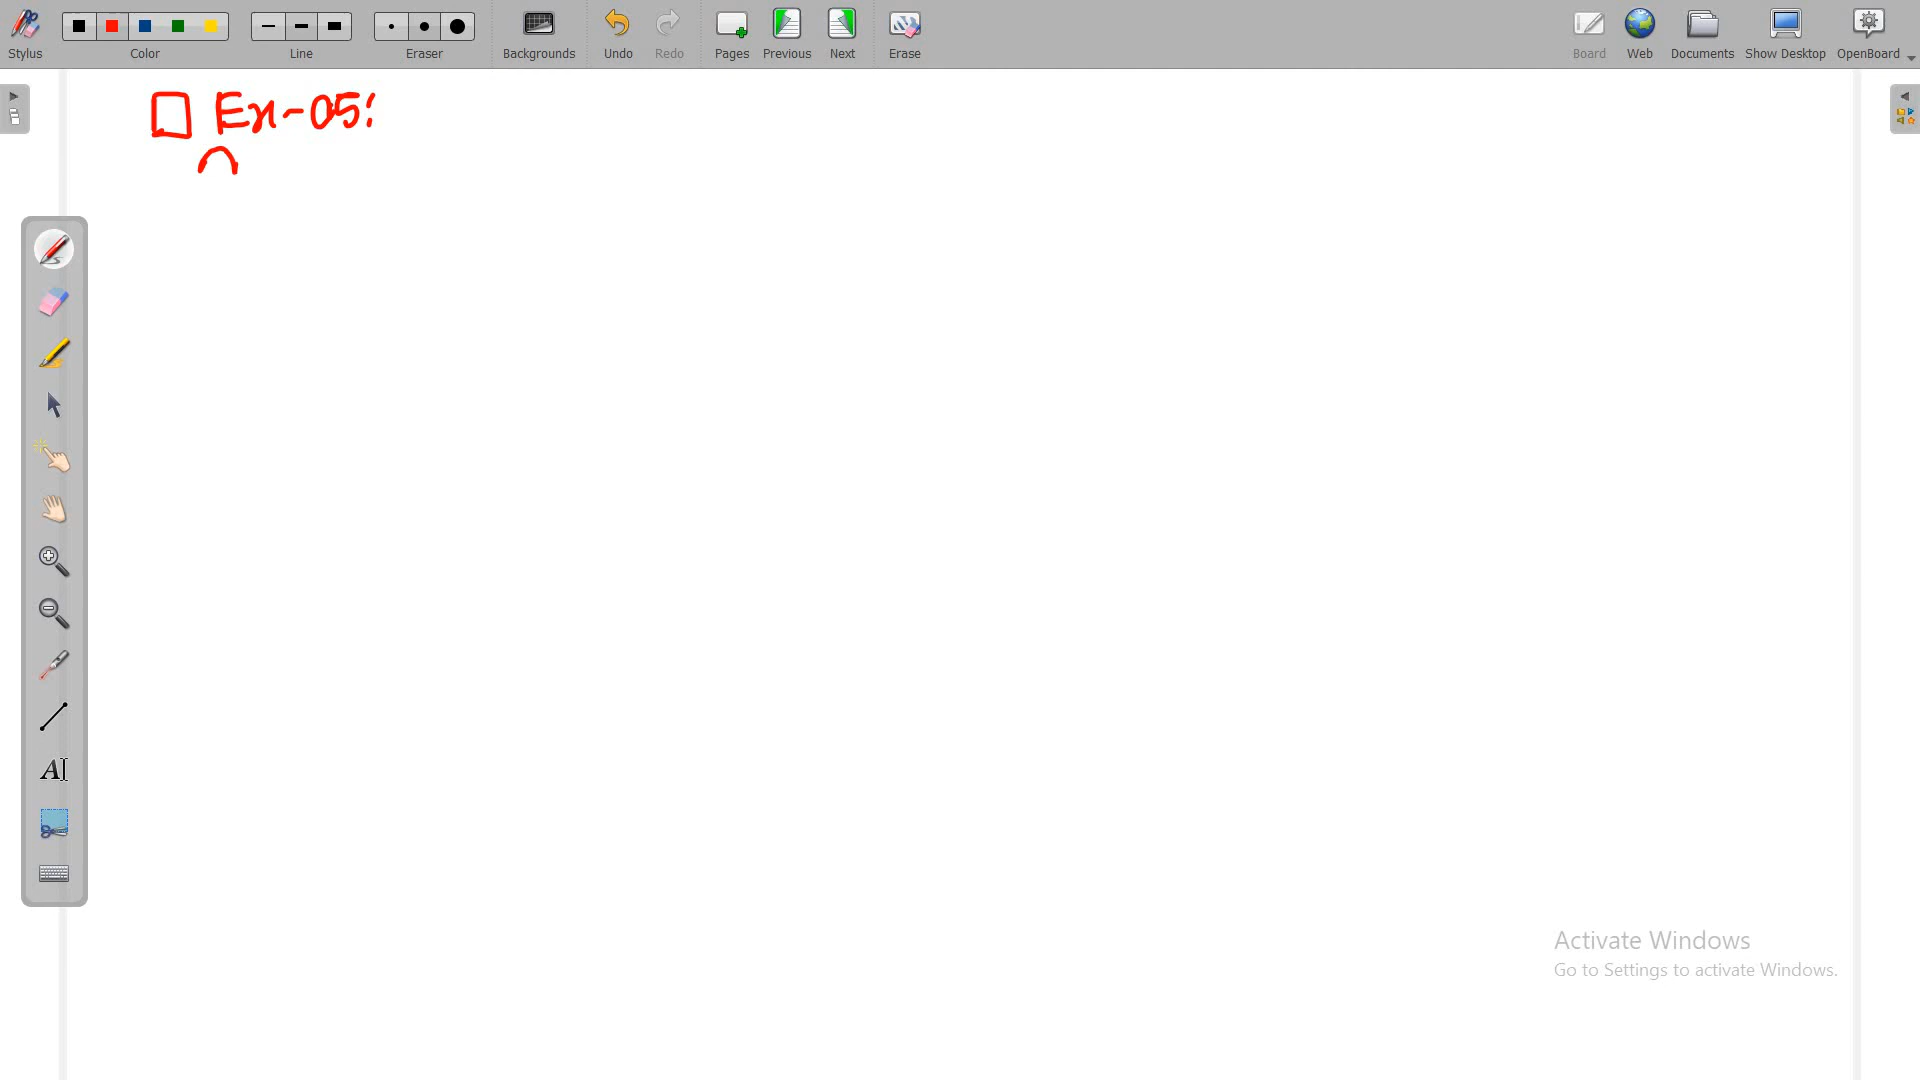 Stylus Color Line Eraser Backgrounds Undo Redo Pages Previous Next Erase Board Web Documents Show Desktop OpenBoard
Ex-05:
Activate Windows
Go to Settings to activate Windows.